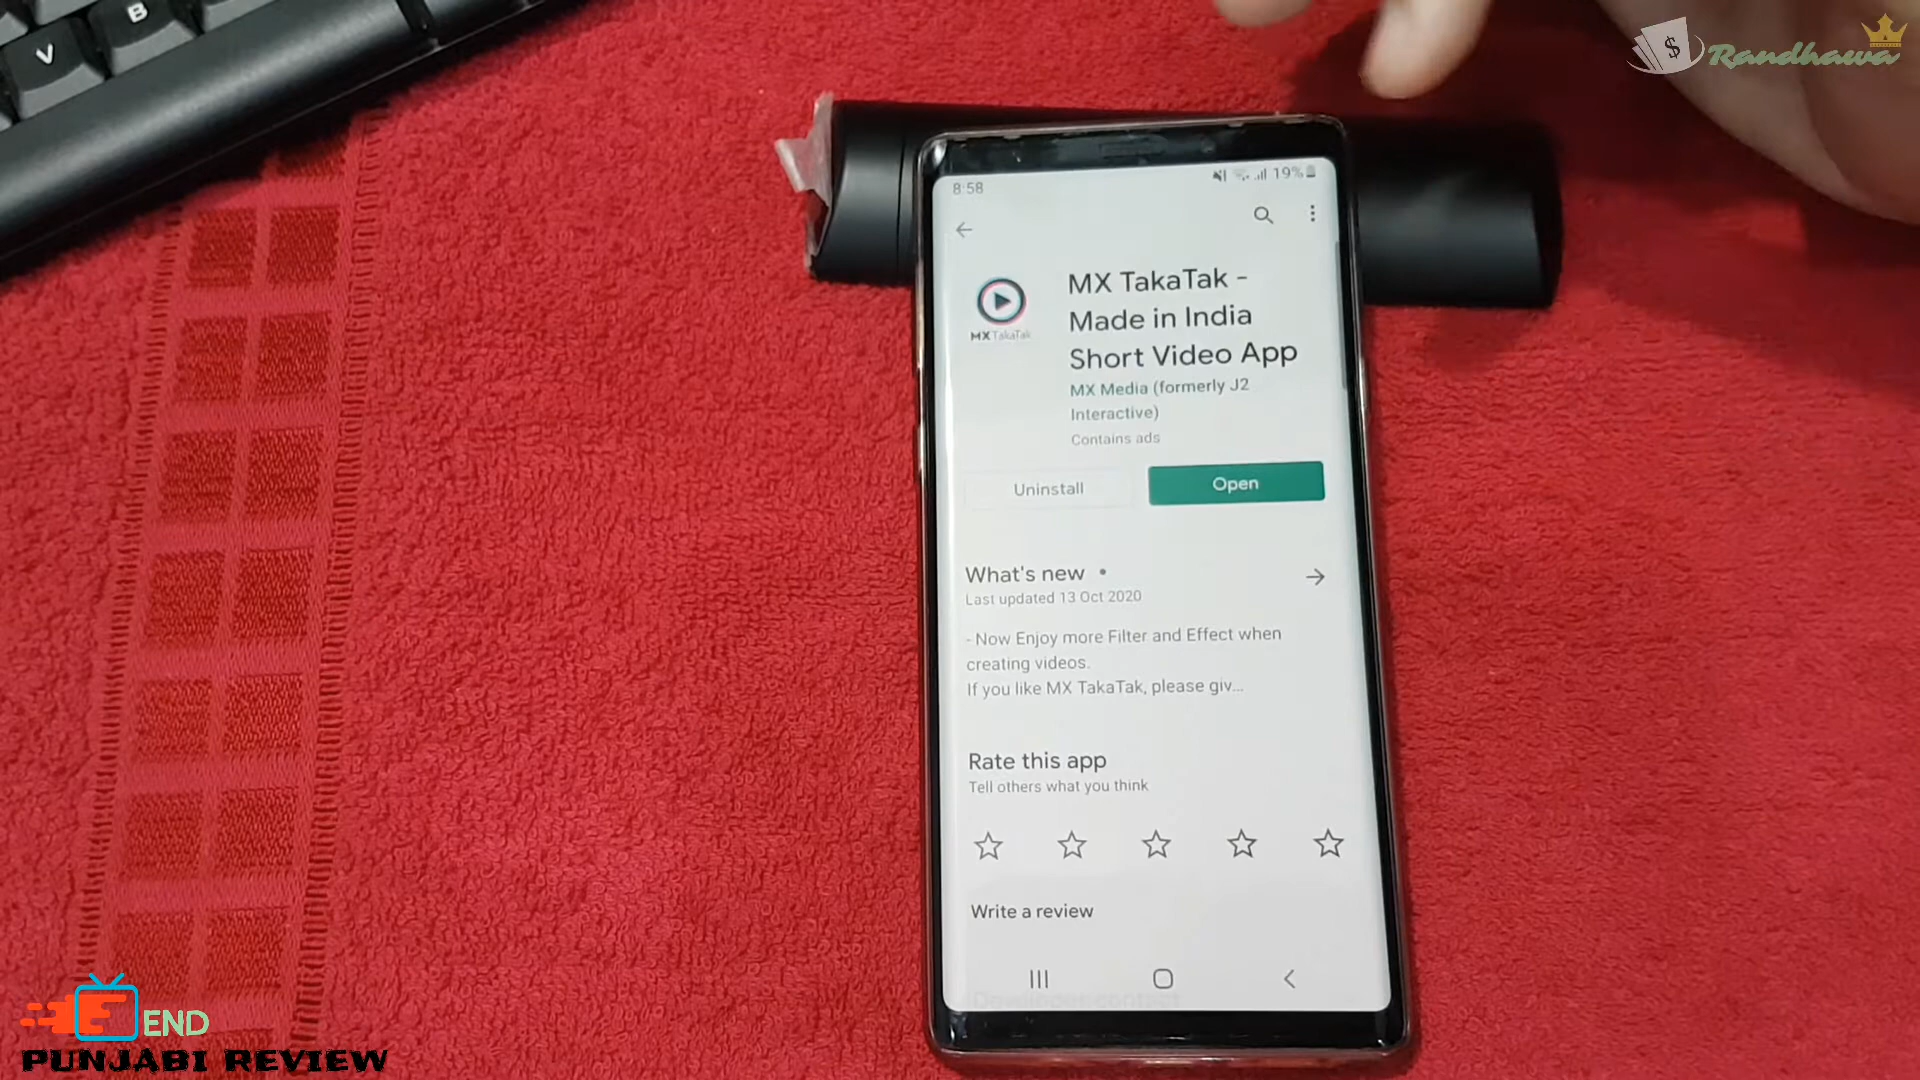 V
B
$
Randhawa
8:58
19%
MX TakaTak -
Made in India
Short Video App
MX TakaTak
MX Media (formerly J2
Interactive)
Contains ads
Uninstall
Open
What's new •
Last updated 13 Oct 2020
- Now Enjoy more Filter and Effect when
creating videos.
If you like MX TakaTak, please giv...
Rate this app
Tell others what you think
Write a review
Developer contact
END
PUNJABI REVIEW